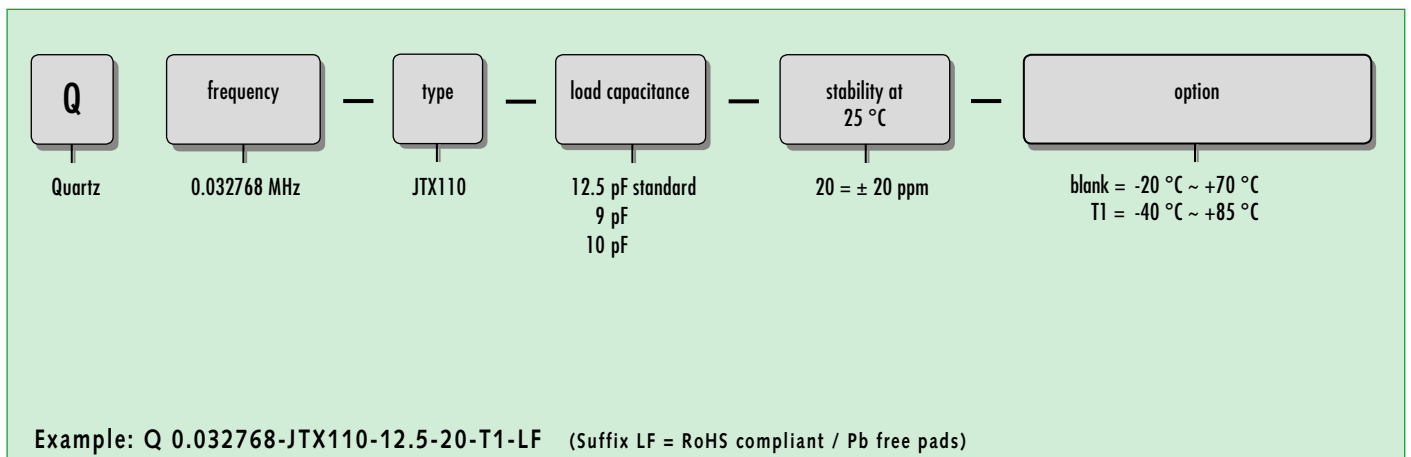 Q
frequency
—
type
—
load capacitance
—
stability at
25 °C
—
option
Quartz
0.032768 MHz
JTX110
12.5 pF standard
9 pF
10 pF
20 = ± 20 ppm
blank = -20 °C ~ +70 °C
T1 = -40 °C ~ +85 °C
Example: Q 0.032768-JTX110-12.5-20-T1-LF (Suffix LF = RoHS compliant / Pb free pads)